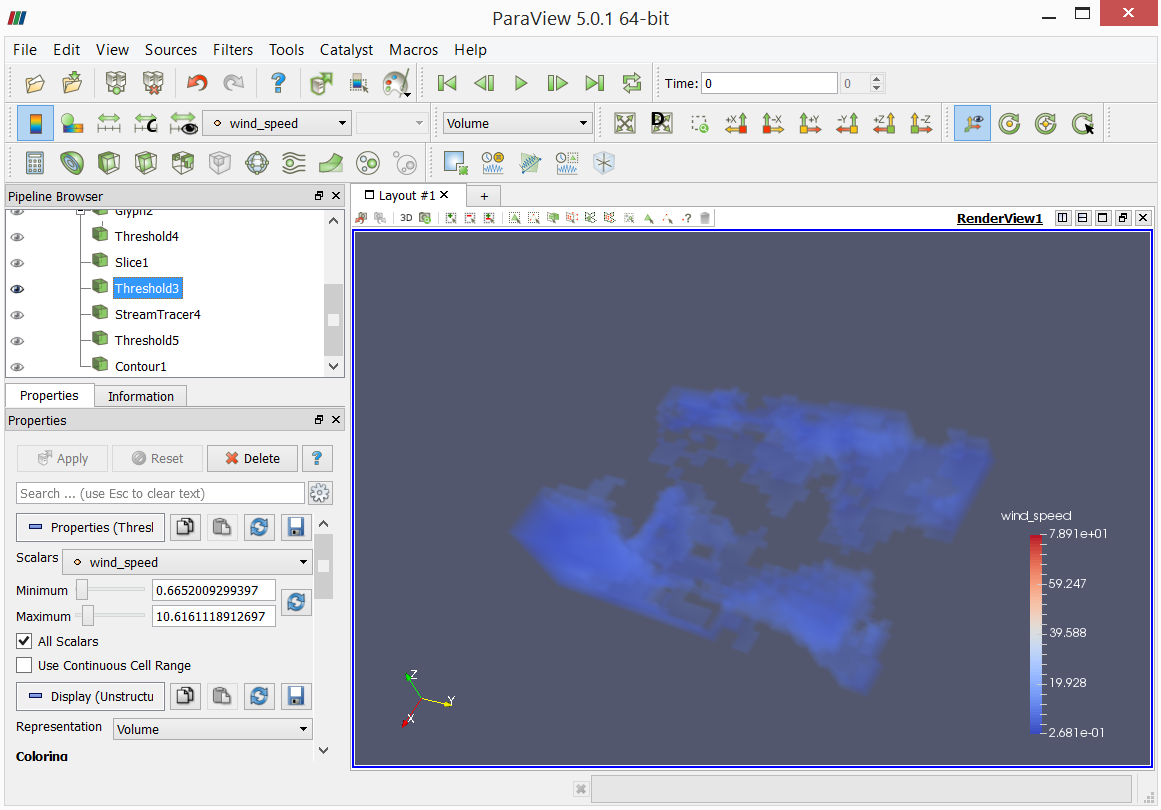 ParaView 5.0.1 64-bit
File Edit View Sources Filters Tools Catalyst Macros Help
? Time: 0 0
C wind_speed Volume D +X -X +Y -Y +Z -Z
Pipeline Browser
Layout #1 +
3D ? RenderView1
Glyph2
Threshold4
Slice1
Threshold3
StreamTracer4
Threshold5
Contour1
Properties Information
Properties
Apply Reset Delete ?
Search ... (use Esc to clear text)
Properties (Thresl
Scalars wind_speed
Minimum 0.6652009299397
Maximum 10.6161118912697
All Scalars
Use Continuous Cell Range
Display (Unstructu
Representation Volume
Coloring
wind_speed
7.891e+01
59.247
39.588
19.928
2.681e-01
Z
Y
X